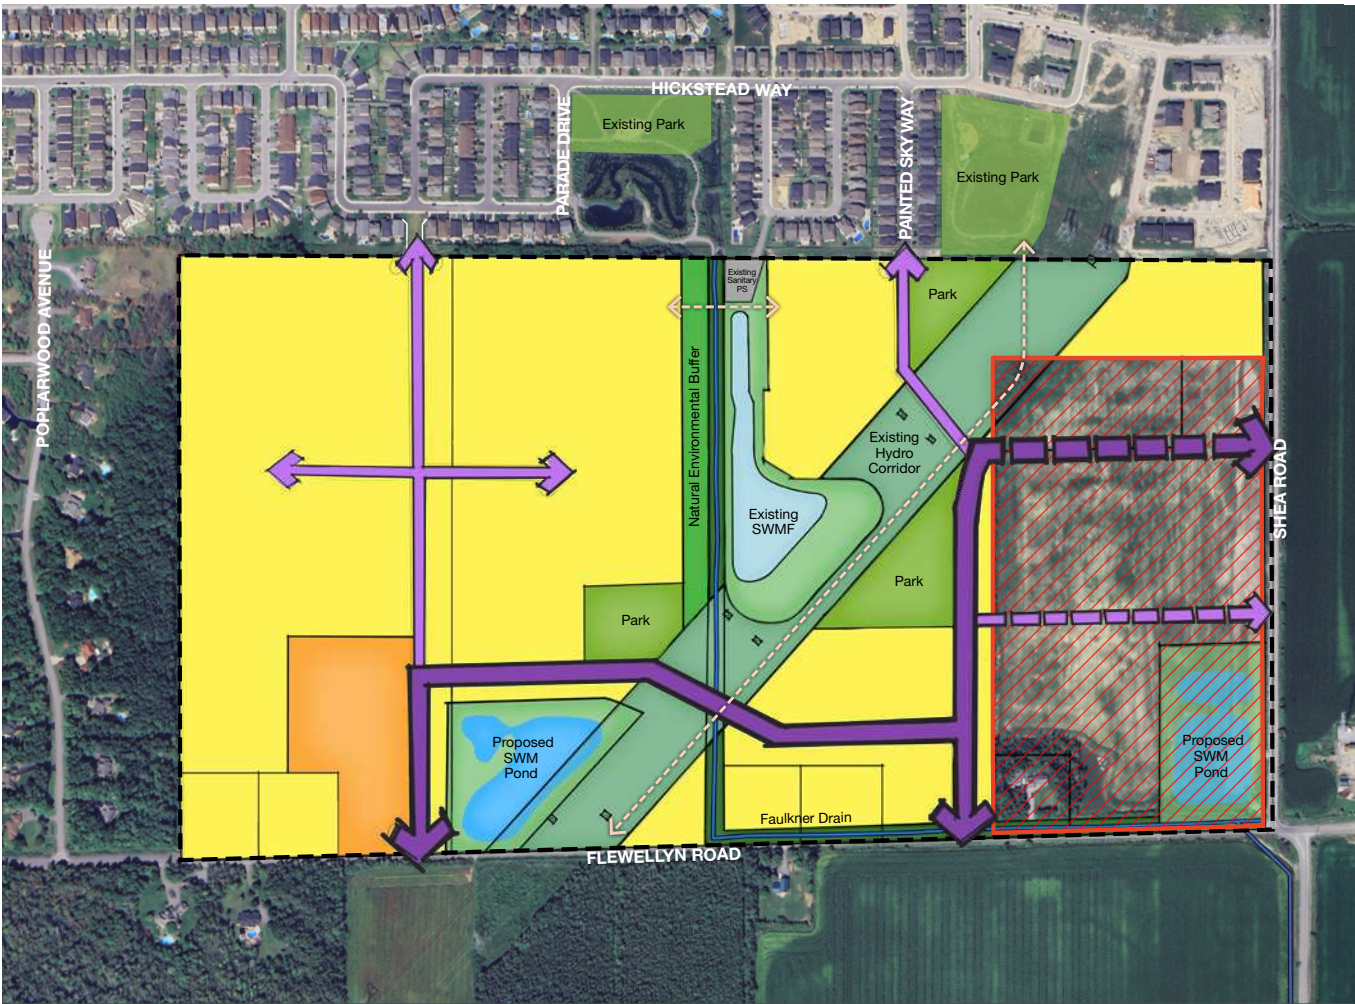 HICKSTEAD WAY
Existing Park
PARADE DRIVE
PAINTED SKY WAY
Existing Park
POPLARWOOD AVENUE
Existing
Sanitary
PS
Park
Natural Environmental Buffer
Existing
Hydro
Corridor
SHEA ROAD
Existing
SWMF
Park
Park
Proposed
SWM
Pond
Proposed
SWM
Pond
Faulkner Drain
FLEWELLYN ROAD